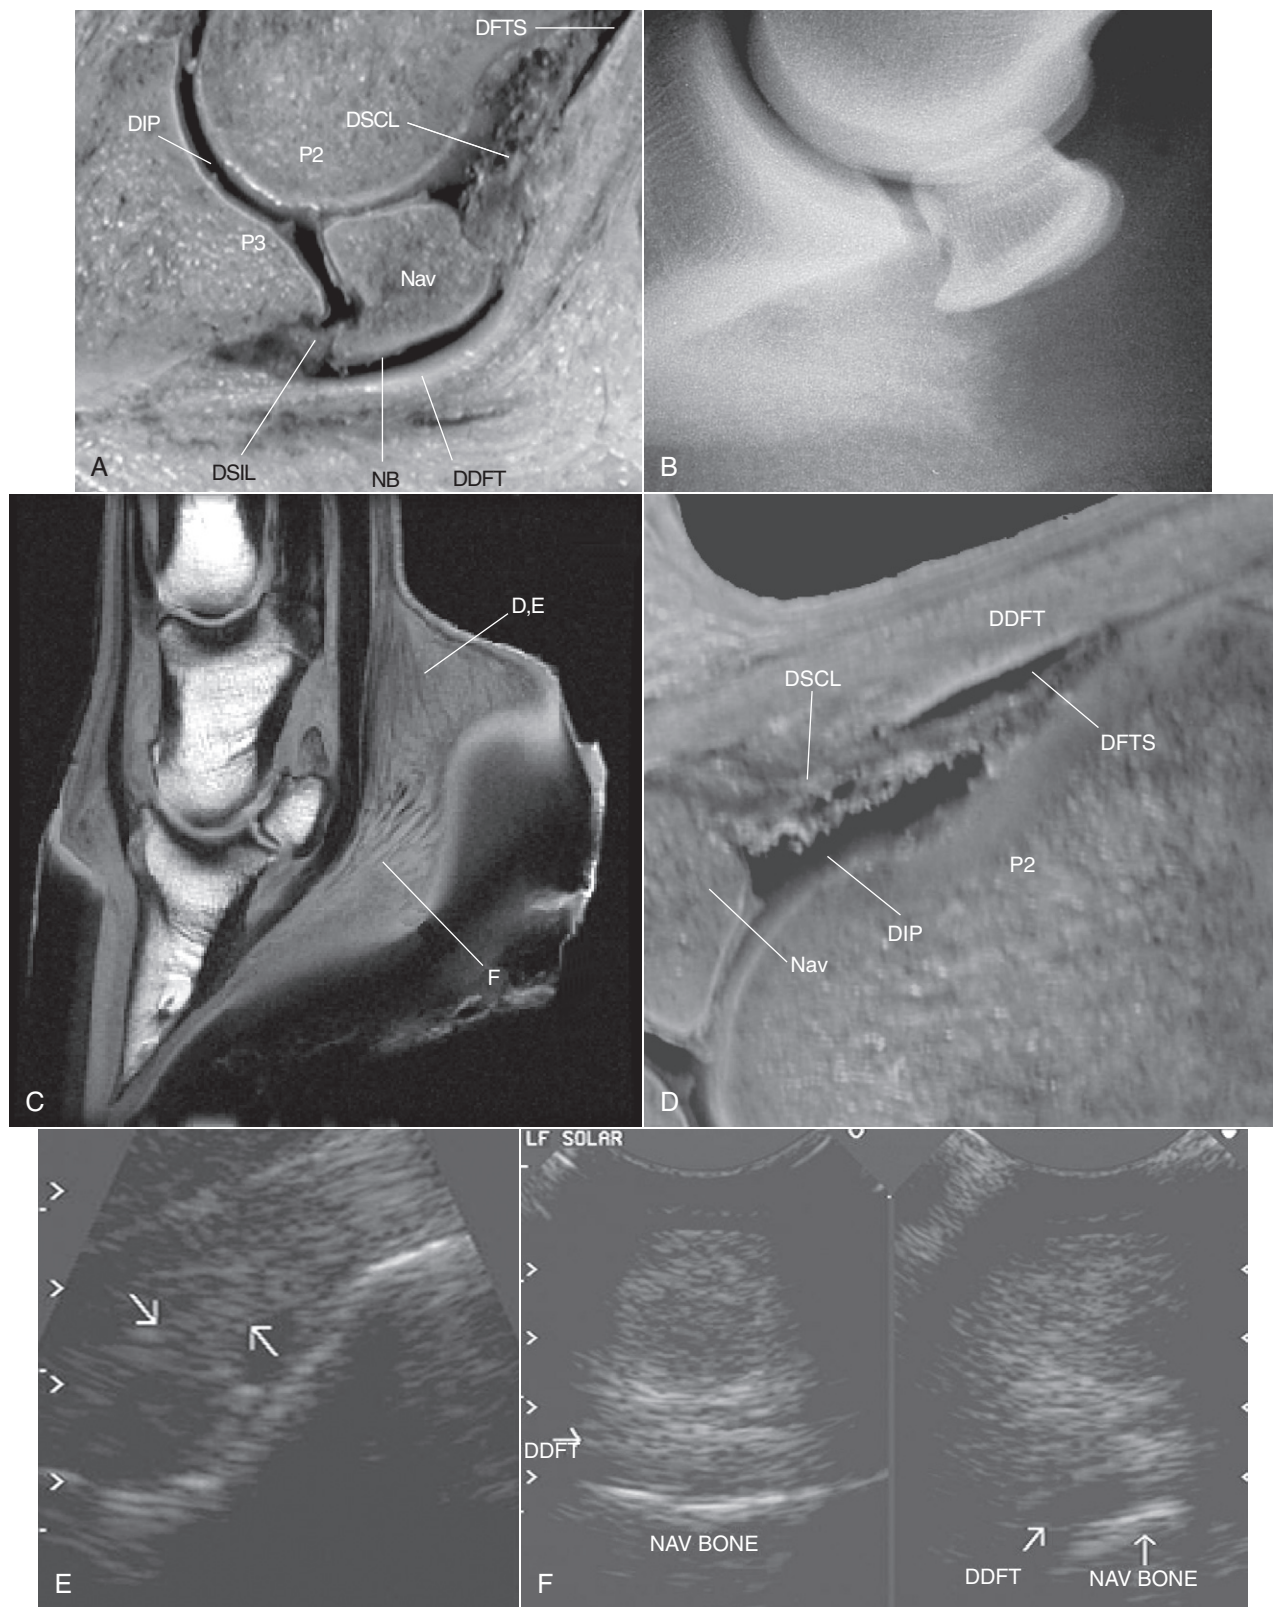 DFTS
DIP
DSCL
P2
P3
Nav
A
DSIL
NB
DDFT
B
D,E
F
C
DDFT
DSCL
DFTS
P2
DIP
Nav
D
E
LF SOLAR
DDFT
NAV BONE
F
DDFT
NAV BONE